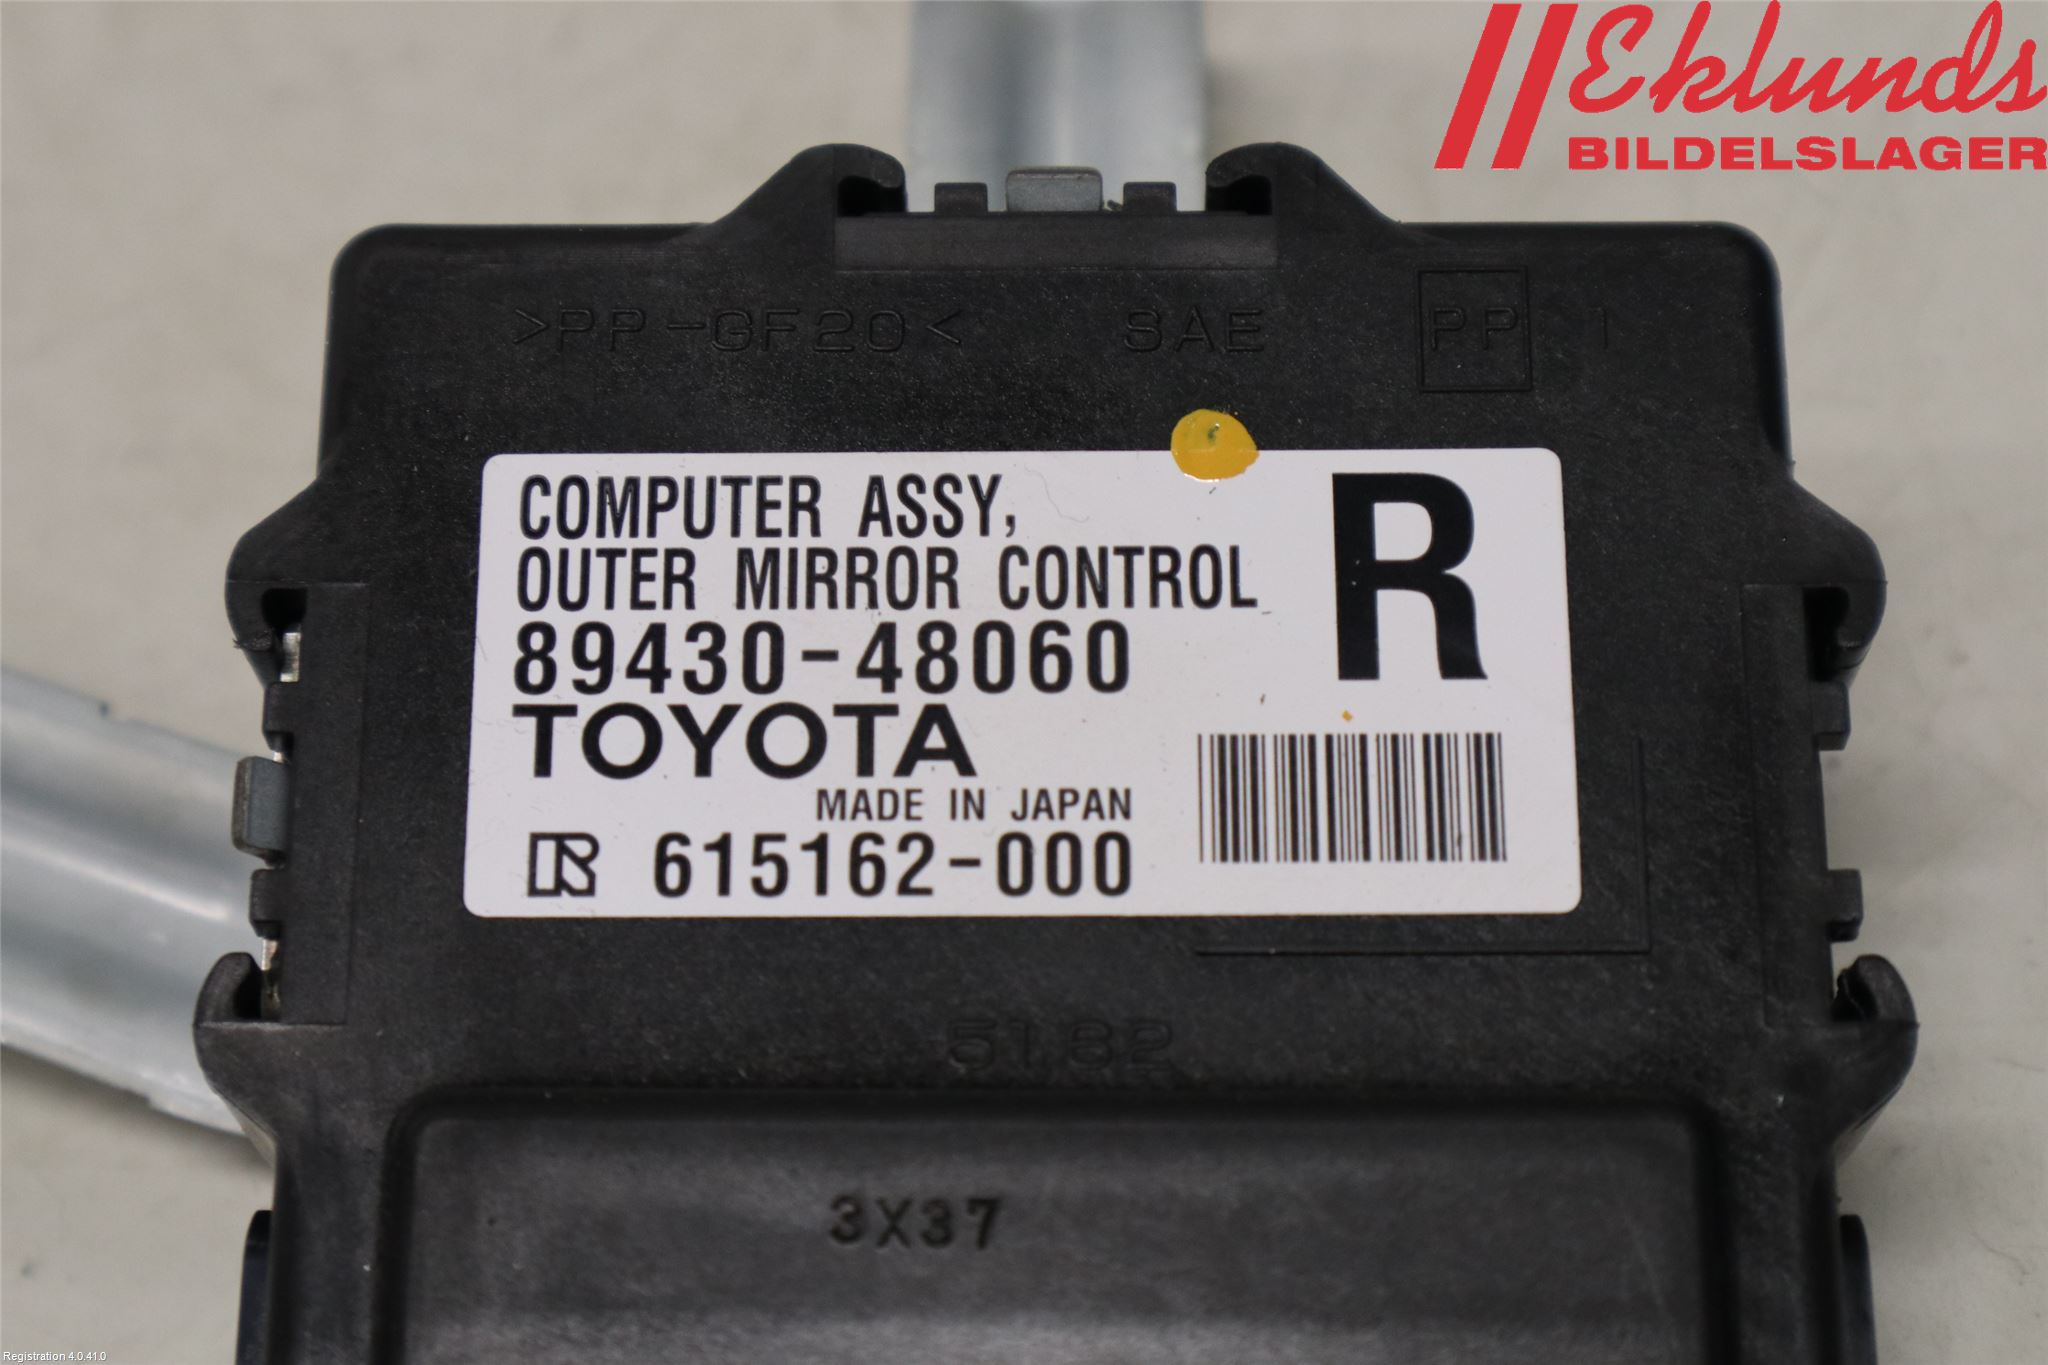 Eklunds
BILDELSLAGER
>PP-GF20< SAE PP 1
COMPUTER ASSY,
OUTER MIRROR CONTROL
R
89430-48060
TOYOTA
MADE IN JAPAN
615162-000
5182
3X37
Registration 4.0.41.0